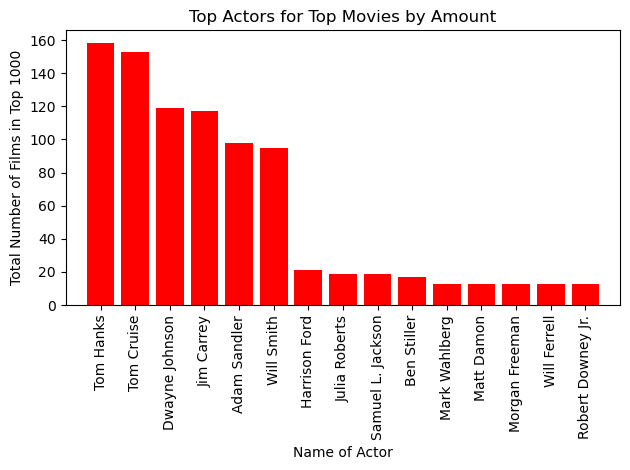 Top Actors for Top Movies by Amount
Total Number of Films in Top 1000
160
140
120
100
80
60
40
20
0
Tom Hanks
Tom Cruise
Dwayne Johnson
Jim Carrey
Adam Sandler
Will Smith
Harrison Ford
Julia Roberts
Samuel L. Jackson
Ben Stiller
Mark Wahlberg
Matt Damon
Morgan Freeman
Will Ferrell
Robert Downey Jr.
Name of Actor